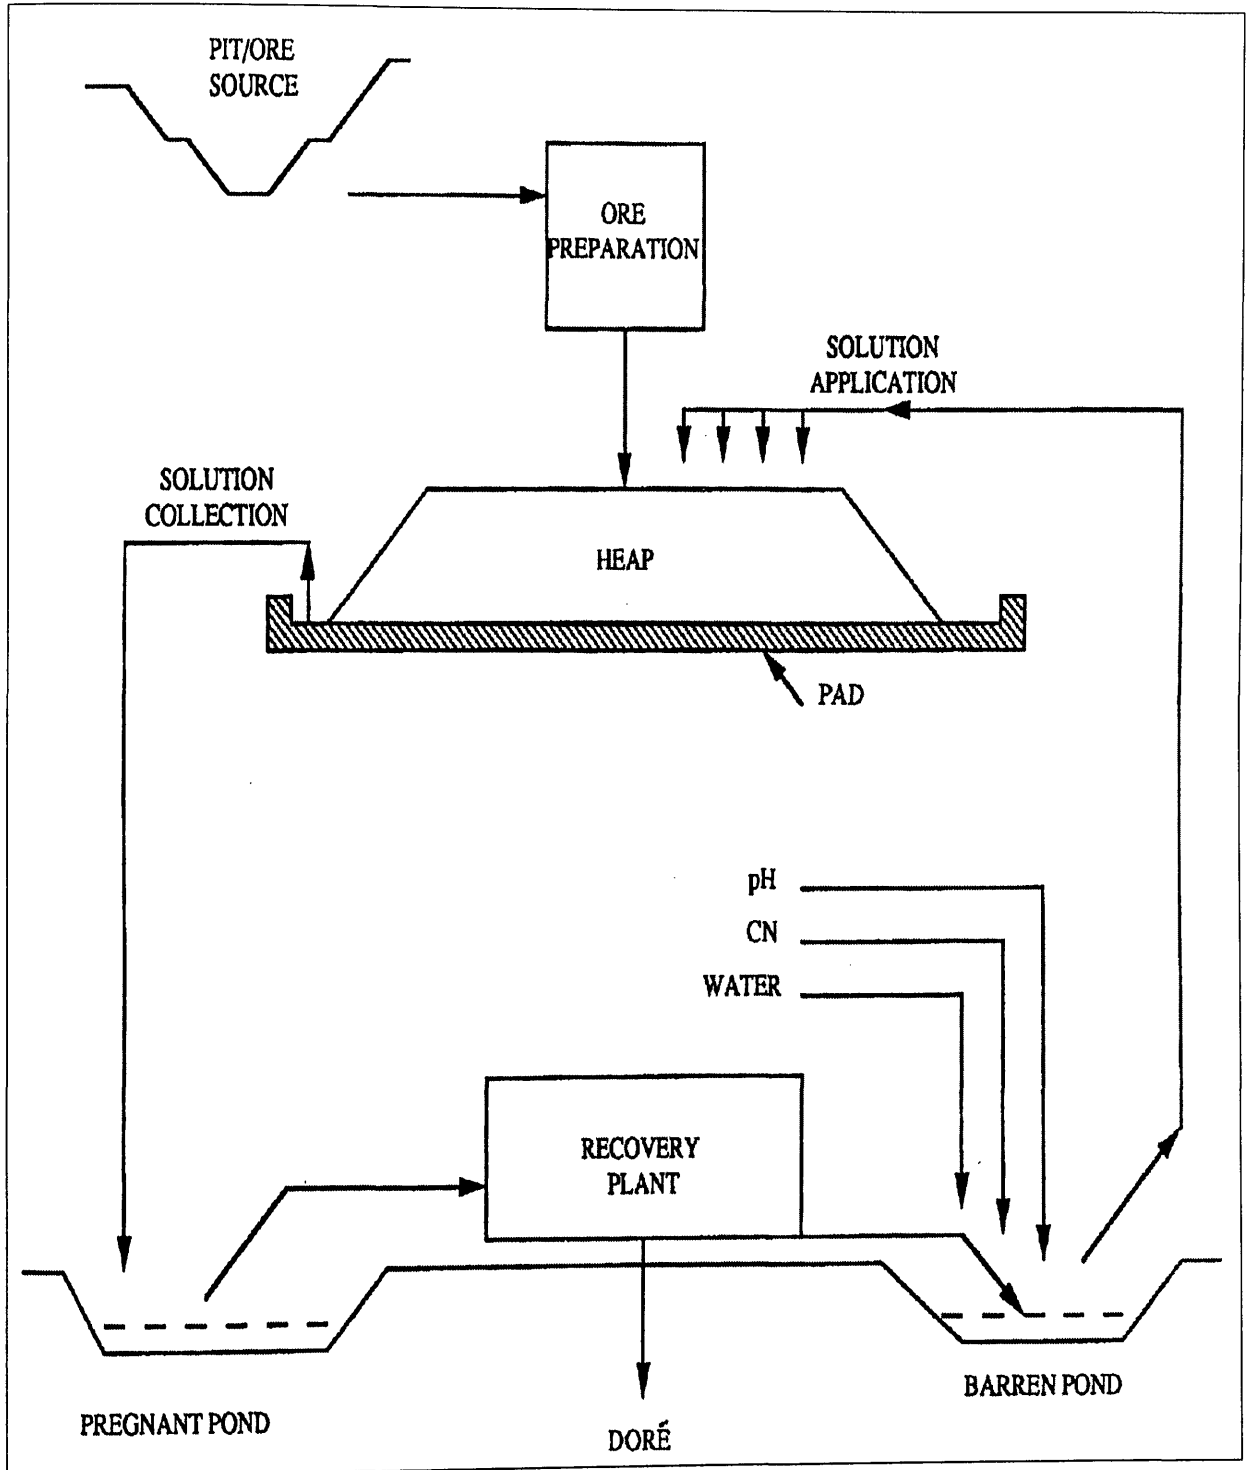 PIT/ORE
SOURCE
ORE
PREPARATION
SOLUTION
APPLICATION
SOLUTION
COLLECTION
HEAP
PAD
pH
CN
WATER
RECOVERY
PLANT
BARREN POND
PREGNANT POND
DORÉ